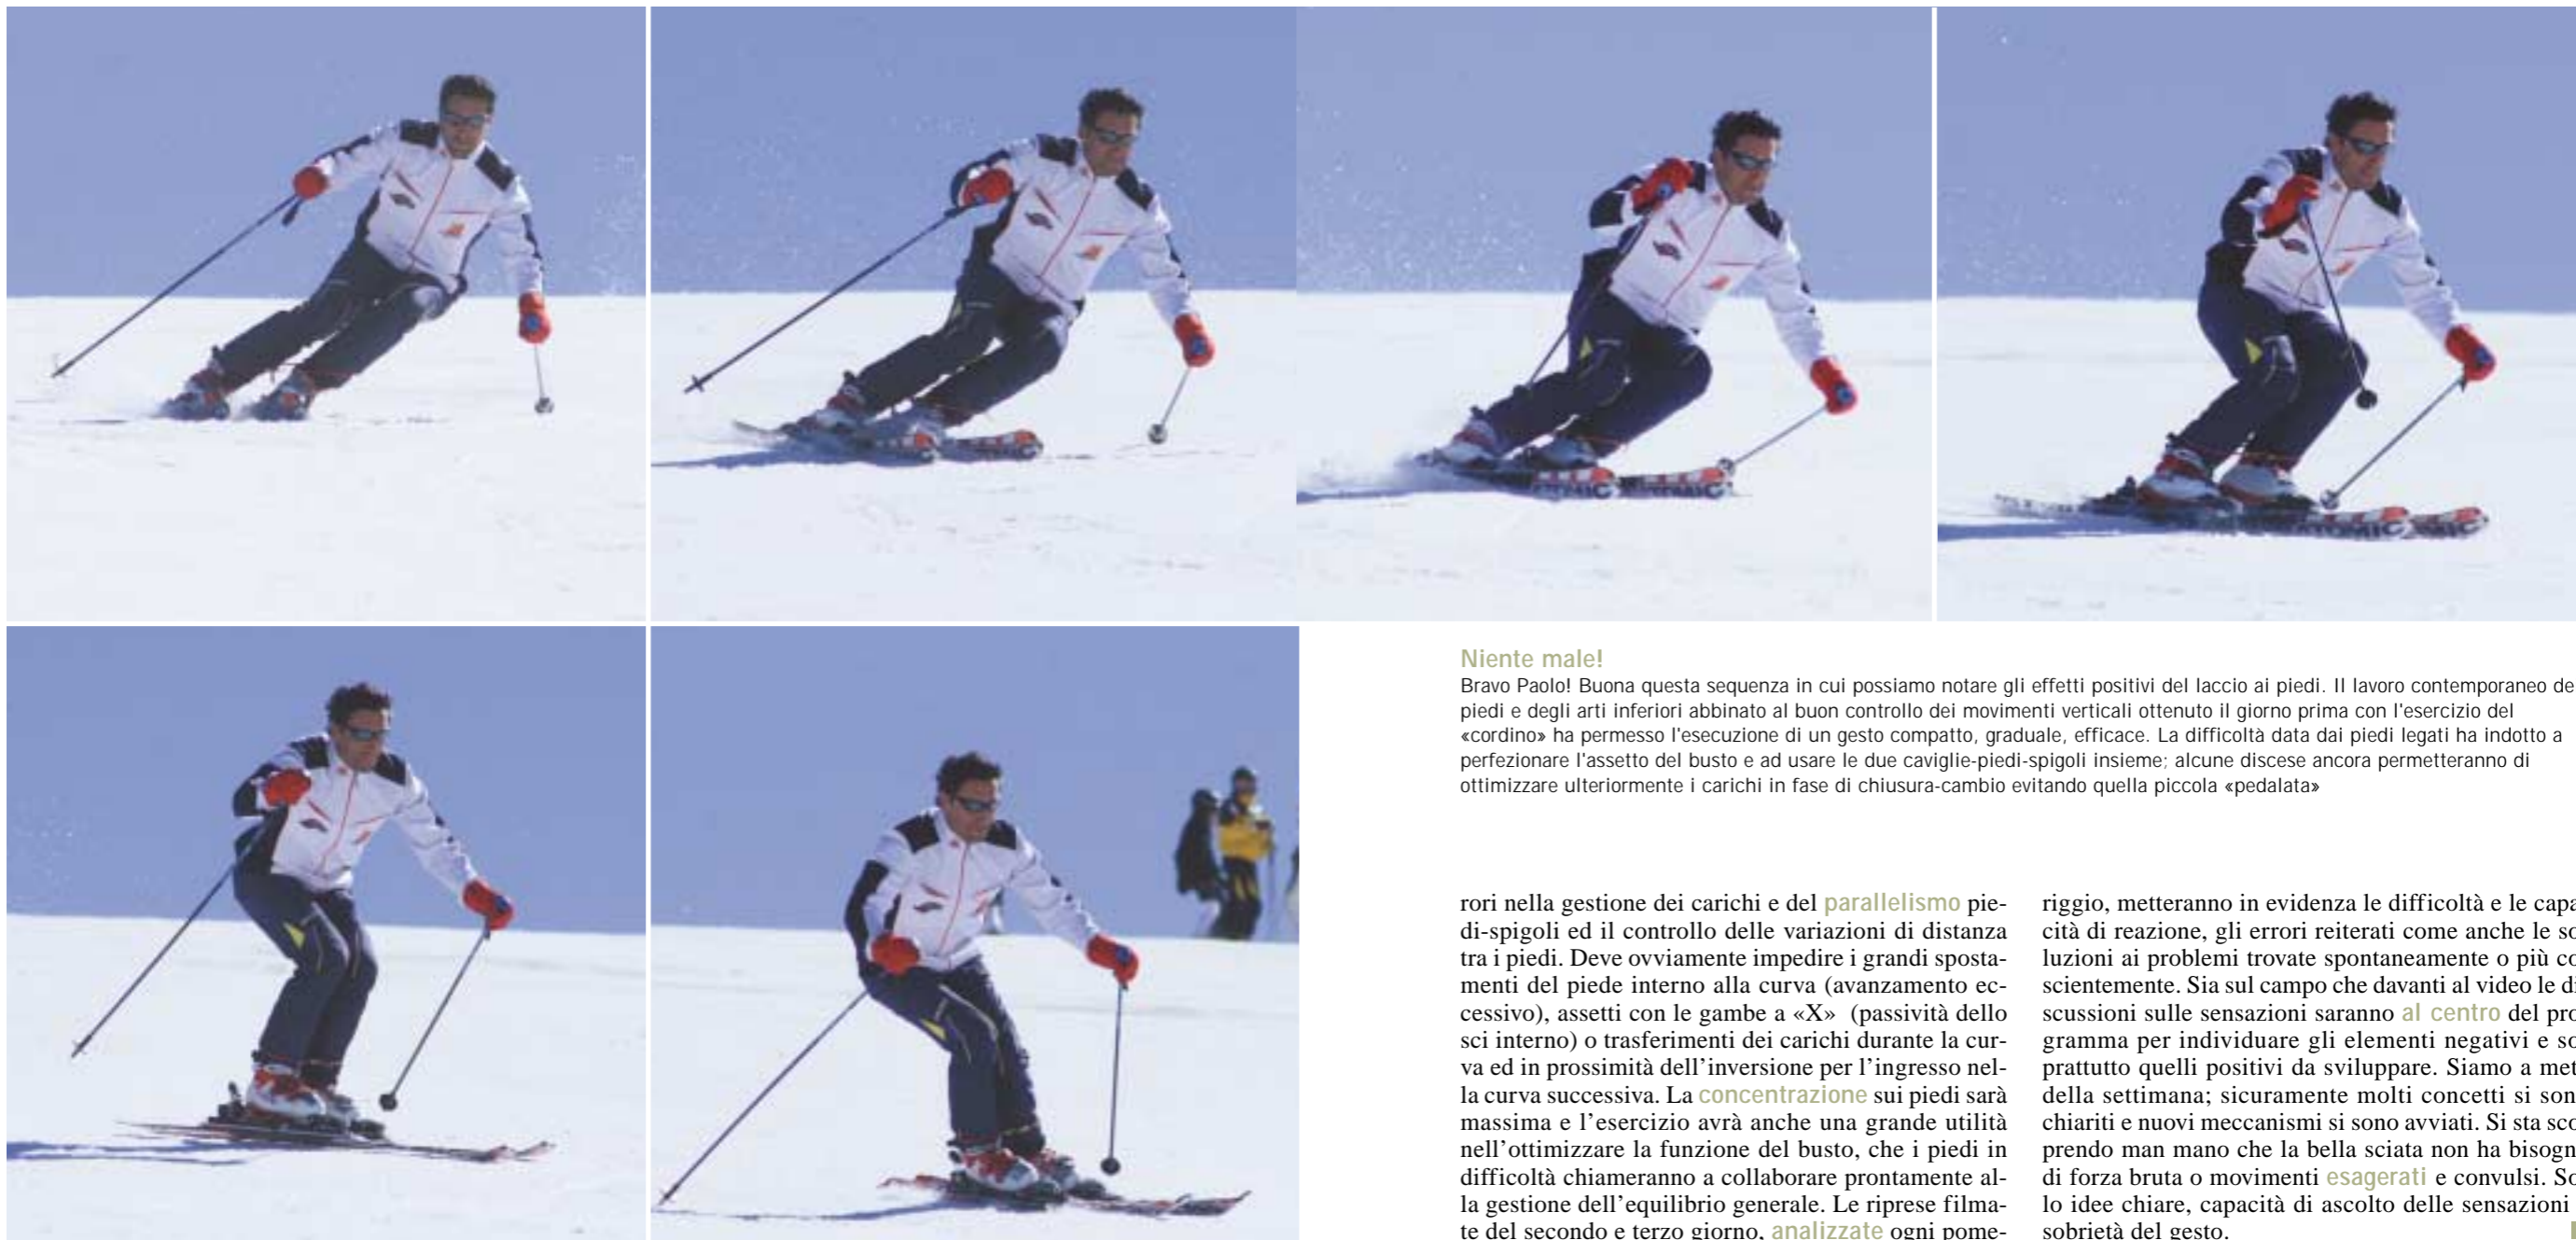 Niente male!
Bravo Paolo! Buona questa sequenza in cui possiamo notare gli effetti positivi del laccio ai piedi. Il lavoro contemporaneo de
piedi e degli arti inferiori abbinato al buon controllo dei movimenti verticali ottenuto il giorno prima con l'esercizio del
«cordino» ha permesso l'esecuzione di un gesto compatto, graduale, efficace. La difficoltà data dai piedi legati ha indotto a
perfezionare l'assetto del busto e ad usare le due caviglie-piedi-spigoli insieme; alcune discese ancora permetteranno di
ottimizzare ulteriormente i carichi in fase di chiusura-cambio evitando quella piccola «pedalata»
rori nella gestione dei carichi e del parallelismo pie-
di-spigoli ed il controllo delle variazioni di distanza
tra i piedi. Deve ovviamente impedire i grandi sposta-
menti del piede interno alla curva (avanzamento ec-
cessivo), assetti con le gambe a «X» (passività dello
sci interno) o trasferimenti dei carichi durante la cur-
va ed in prossimità dell'inversione per l'ingresso nel-
la curva successiva. La concentrazione sui piedi sarà
massima e l'esercizio avrà anche una grande utilità
nell'ottimizzare la funzione del busto, che i piedi in
difficoltà chiameranno a collaborare prontamente al-
la gestione dell'equilibrio generale. Le riprese filma-
te del secondo e terzo giorno, analizzate ogni pome-
riggio, metteranno in evidenza le difficoltà e le capa
cità di reazione, gli errori reiterati come anche le so
luzioni ai problemi trovate spontaneamente o più co
scientemente. Sia sul campo che davanti al video le di
scussioni sulle sensazioni saranno al centro del pro
gramma per individuare gli elementi negativi e so
prattutto quelli positivi da sviluppare. Siamo a met
della settimana; sicuramente molti concetti si son
chiariti e nuovi meccanismi si sono avviati. Si sta sco
prendo man mano che la bella sciata non ha bisogn
di forza bruta o movimenti esagerati e convulsi. So
lo idee chiare, capacità di ascolto delle sensazioni
sobrietà del gesto.